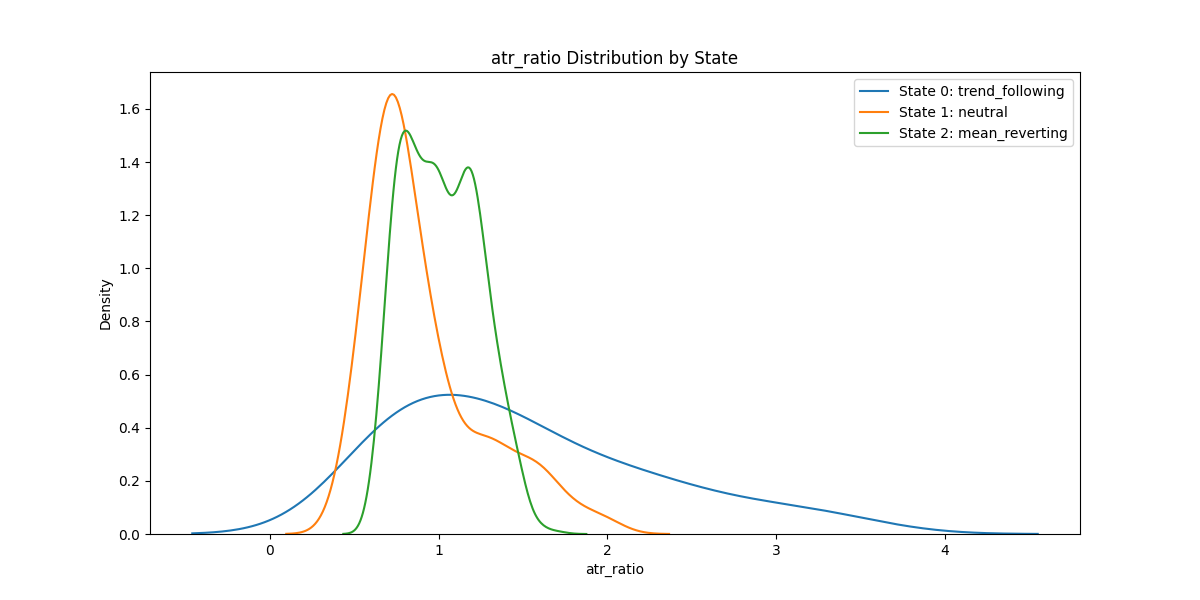 atr_ratio Distribution by State
State 0: trend_following
State 1: neutral
State 2: mean_reverting
Density
1.6
1.4
1.2
1.0
0.8
0.6
0.4
0.2
0.0
0 1 2 3 4
atr_ratio